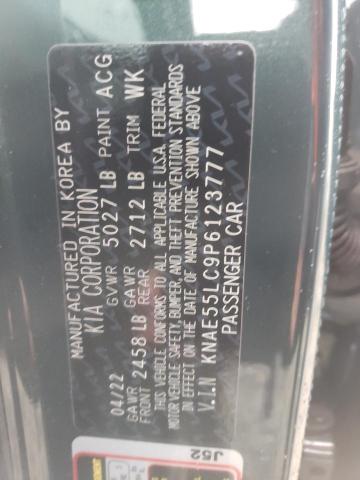 MANUFACTURED IN KOREA BY
KIA CORPORATION
GVWR 5027 LB PAINT ACG
04/22
GAWR FRONT 2458 LB GAWR REAR 2712 LB TRIM WK
THIS VEHICLE CONFORMS TO ALL APPLICABLE U.S.A. FEDERAL
MOTOR VEHICLE SAFETY, BUMPER, AND THEFT PREVENTION STANDARDS
IN EFFECT ON THE DATE OF MANUFACTURE SHOWN ABOVE
V.I.N KNAE55LC9P6123777
PASSENGER CAR
J52